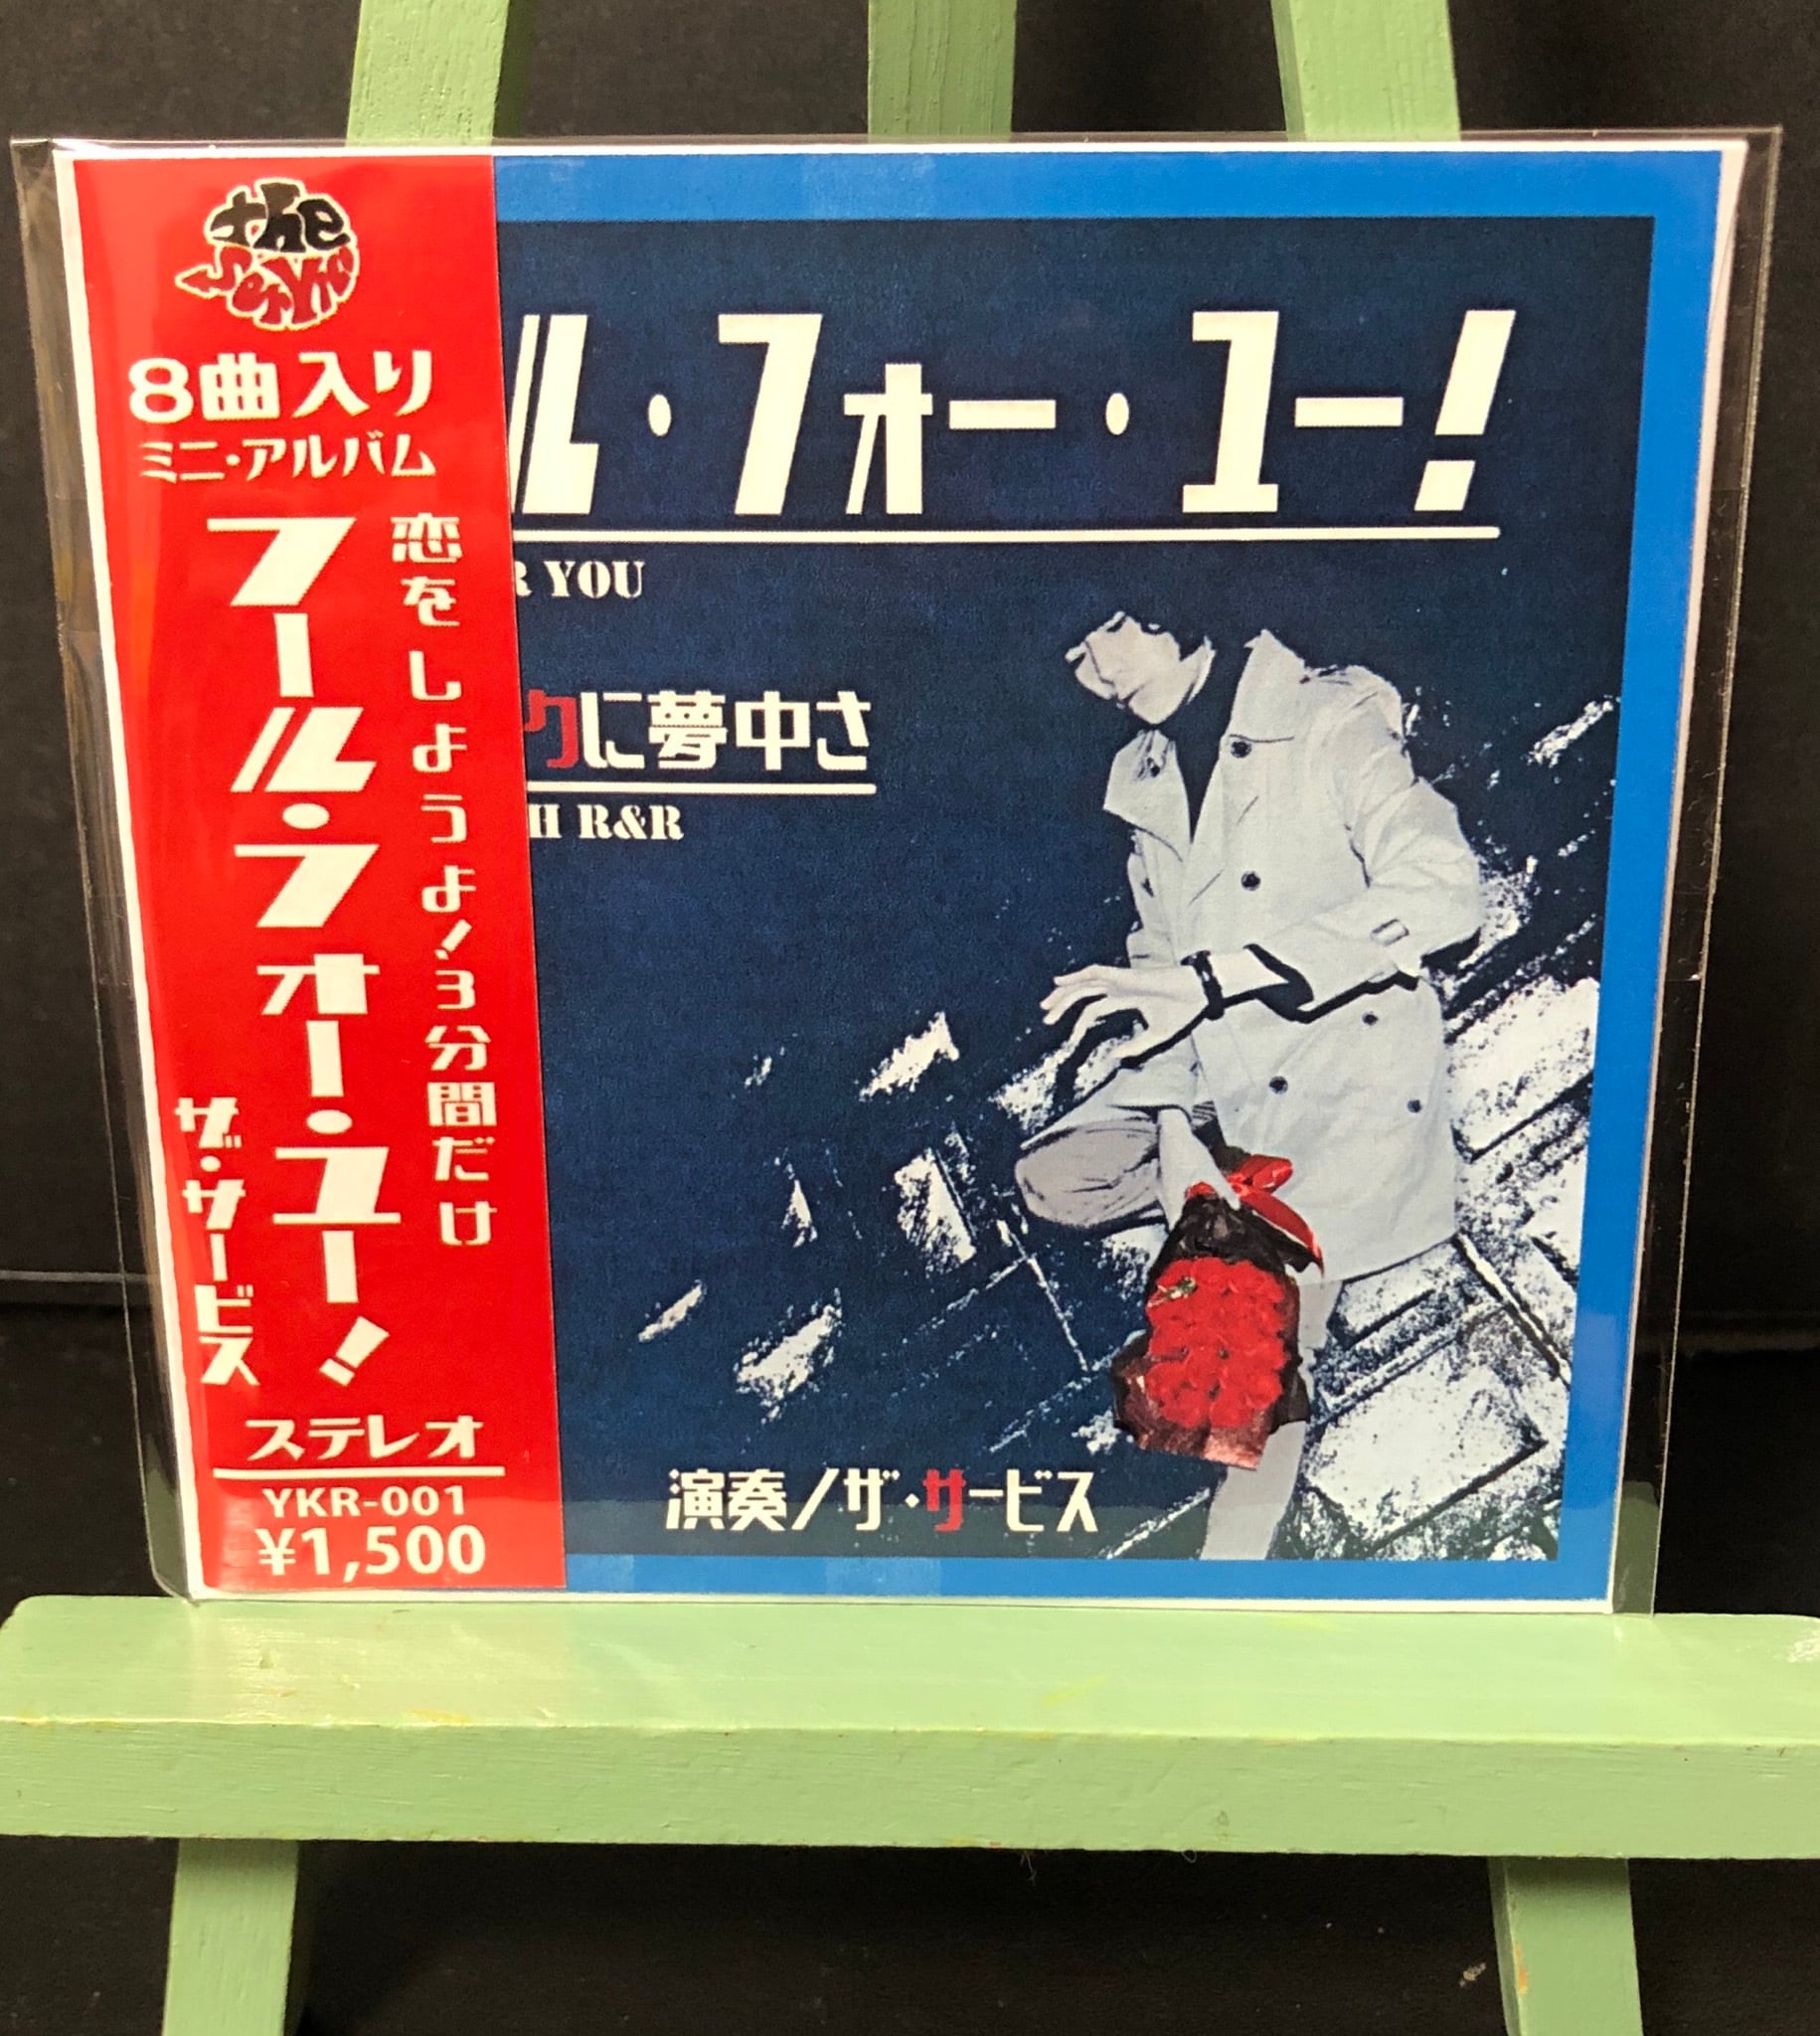 the
Service
8曲入り
ミニ・アルバム
恋をしようよ!3分間だけ
フール・フォー・ユー!
ザ・サービス
ステレオ
YKR-001
¥1,500
ル・フォー・ユー!
R YOU
クに夢中さ
H R&R
演奏/ザ・サービス